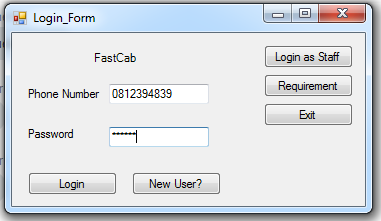 Login_Form
FastCab
Login as Staff
Phone Number 0812394839
Requirement
Exit
Password ******
Login New User?